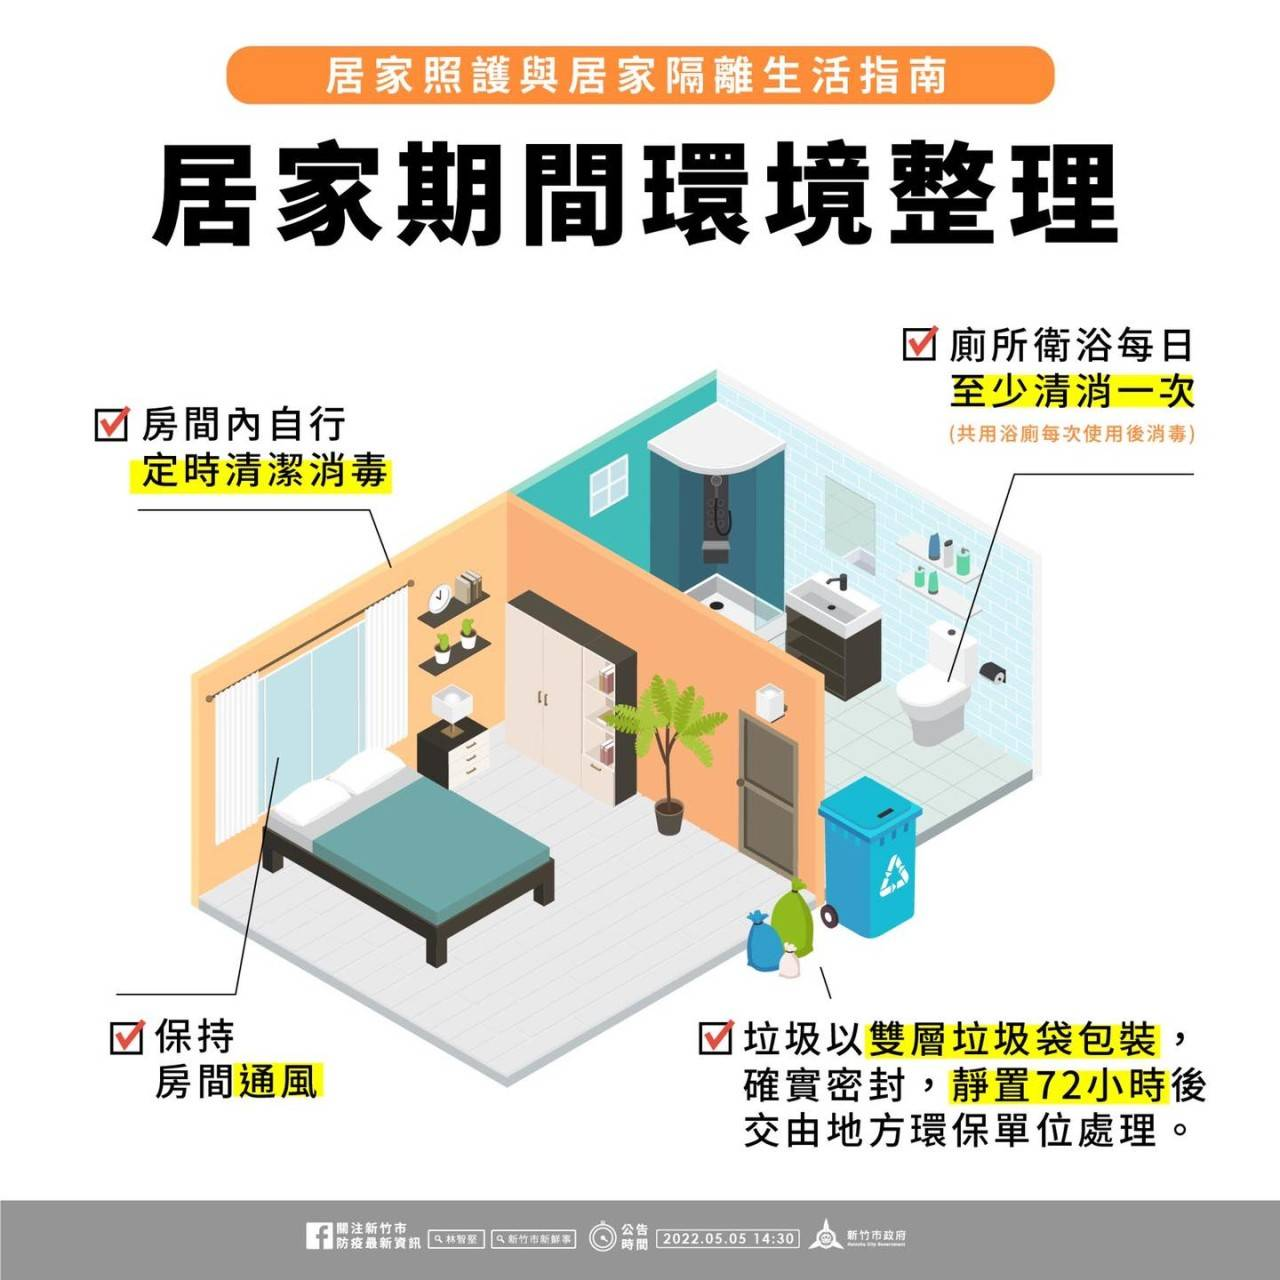 居家照護與居家隔離生活指南
居家期間環境整理
廁所衛浴每日
至少清消一次
(共用浴廁每次使用後消毒)
房間內自行
定時清潔消毒
保持
房間通風
垃圾以雙層垃圾袋包裝，
確實密封，靜置72小時後
交由地方環保單位處理。
關注新竹市
防疫最新資訊
林智堅
新竹市新鮮事
公告
時間
2022.05.05 14:30
新竹市政府
Hsinchu City Government